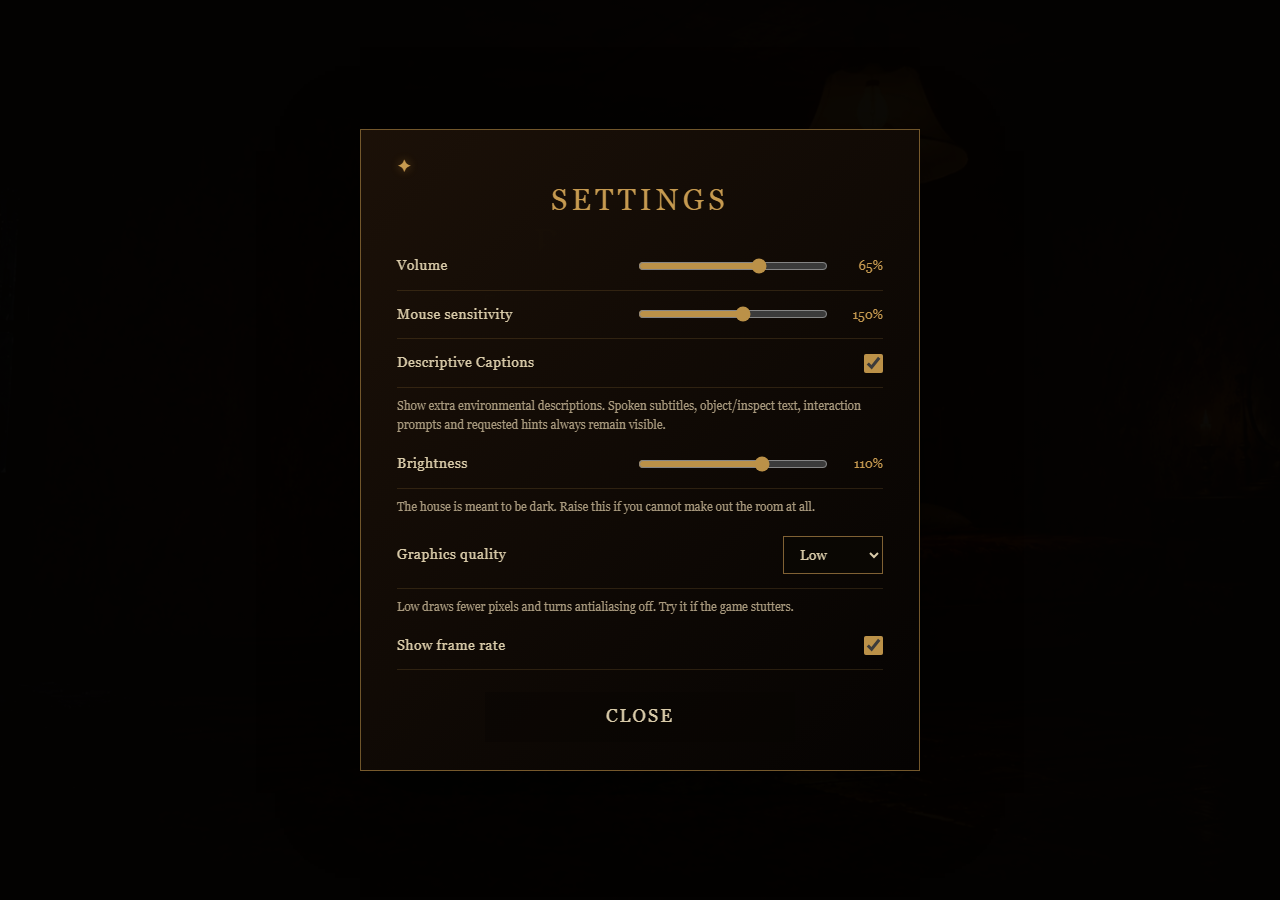 SETTINGS
Volume 65%
Mouse sensitivity 150%
Descriptive Captions
Show extra environmental descriptions. Spoken subtitles, object/inspect text, interaction
prompts and requested hints always remain visible.
Brightness 110%
The house is meant to be dark. Raise this if you cannot make out the room at all.
Graphics quality Low
Low draws fewer pixels and turns antialiasing off. Try it if the game stutters.
Show frame rate
CLOSE